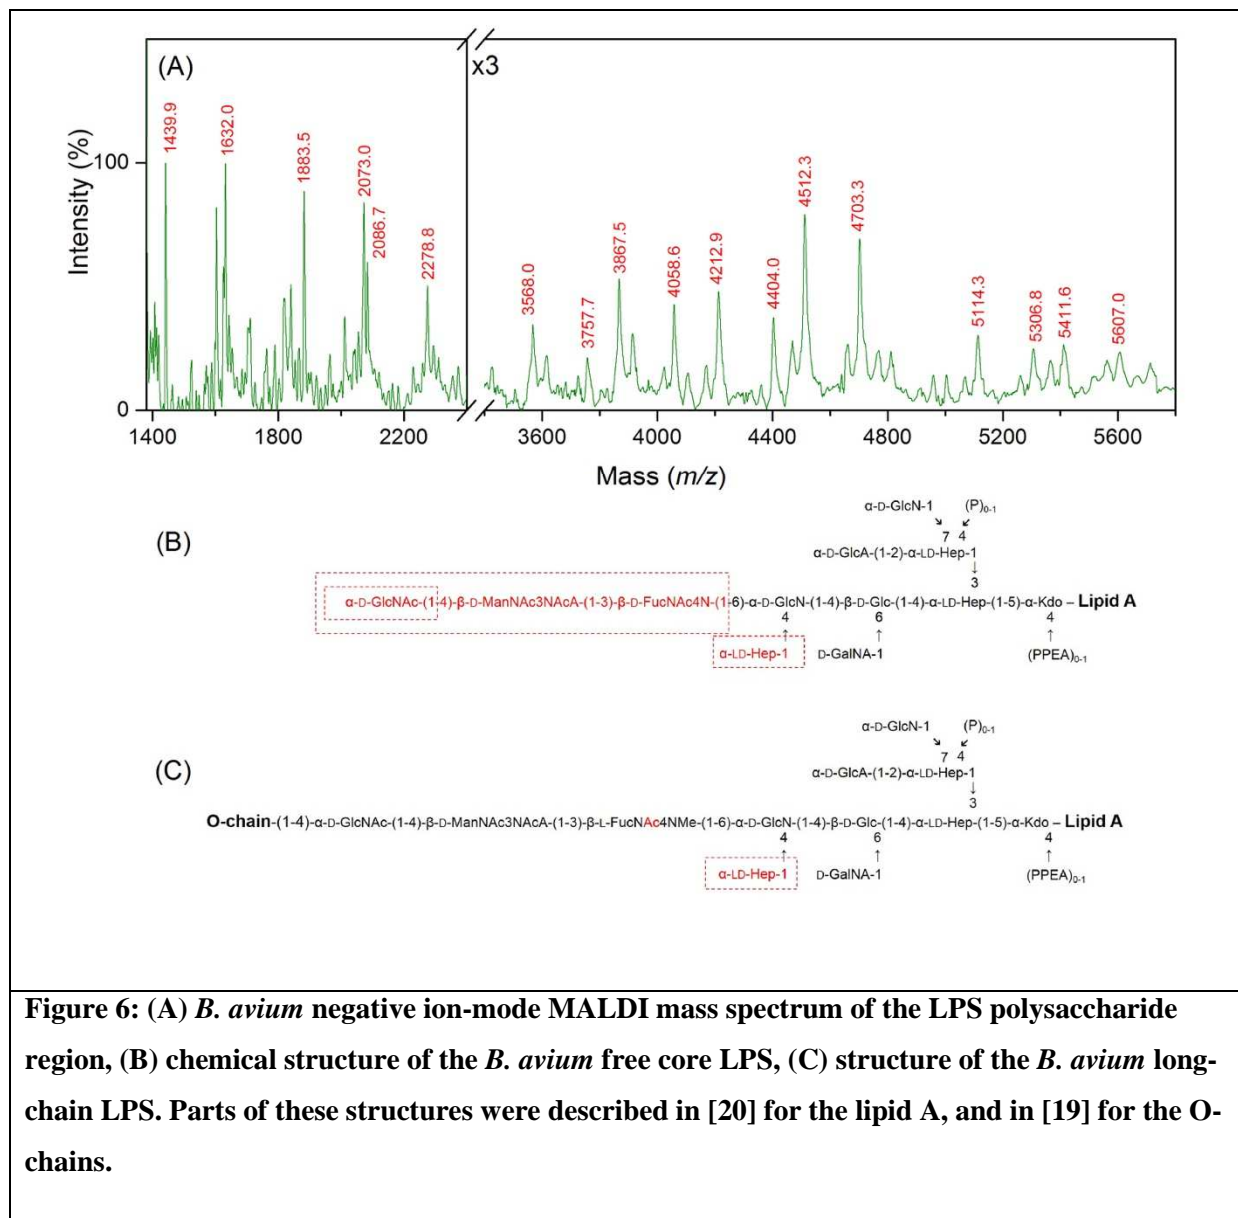 (A)
x3
Intensity (%)
100
0
1439.9
1632.0
1883.5
2073.0
2086.7
2278.8
3568.0
3757.7
3867.5
4058.6
4212.9
4404.0
4512.3
4703.3
5114.3
5306.8
5411.6
5607.0
1400 1800 2200 3600 4000 4400 4800 5200 5600
Mass (m/z)
(B)
α-D-GlcN-1 (P)0-1
7 4
α-D-GlcA-(1-2)-α-LD-Hep-1
↓
3
α-D-GlcNAc-(1-4)-β-D-ManNAc3NAcA-(1-3)-β-D-FucNAc4N-(1-6)-α-D-GlcN-(1-4)-β-D-Glc-(1-4)-α-LD-Hep-(1-5)-α-Kdo – Lipid A
4 6 4
↑ ↑ ↑
α-LD-Hep-1 D-GalNA-1 (PPEA)0-1
(C)
α-D-GlcN-1 (P)0-1
7 4
α-D-GlcA-(1-2)-α-LD-Hep-1
↓
3
O-chain-(1-4)-α-D-GlcNAc-(1-4)-β-D-ManNAc3NAcA-(1-3)-β-L-FucNAc4NMe-(1-6)-α-D-GlcN-(1-4)-β-D-Glc-(1-4)-α-LD-Hep-(1-5)-α-Kdo – Lipid A
4 6 4
↑ ↑ ↑
α-LD-Hep-1 D-GalNA-1 (PPEA)0-1
Figure 6: (A) B. avium negative ion-mode MALDI mass spectrum of the LPS polysaccharide
region, (B) chemical structure of the B. avium free core LPS, (C) structure of the B. avium long-
chain LPS. Parts of these structures were described in [20] for the lipid A, and in [19] for the O-
chains.